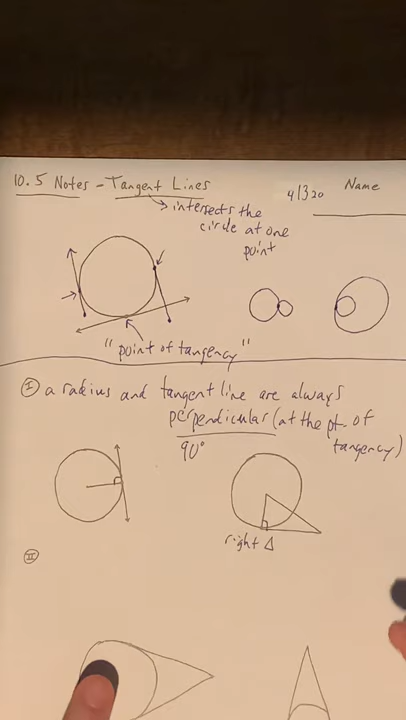 10.5 Notes - Tangent Lines
4/3/20
Name
intersects the
circle at one
point
"point of tangency"
I a radius and tangent line are always
perpendicular (at the pt. of
90° tangency)
right Δ
II